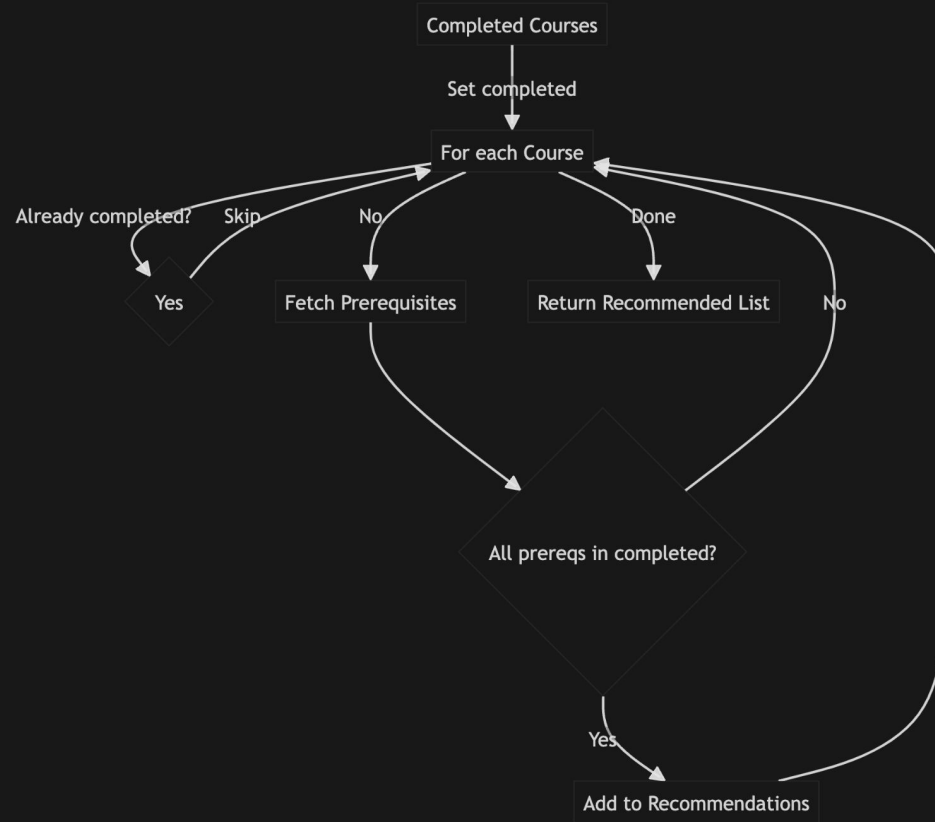 Completed Courses
Set completed
For each Course
Already completed?
Skip
No
Done
Yes
Fetch Prerequisites
Return Recommended List
No
All prereqs in completed?
Yes
Add to Recommendations